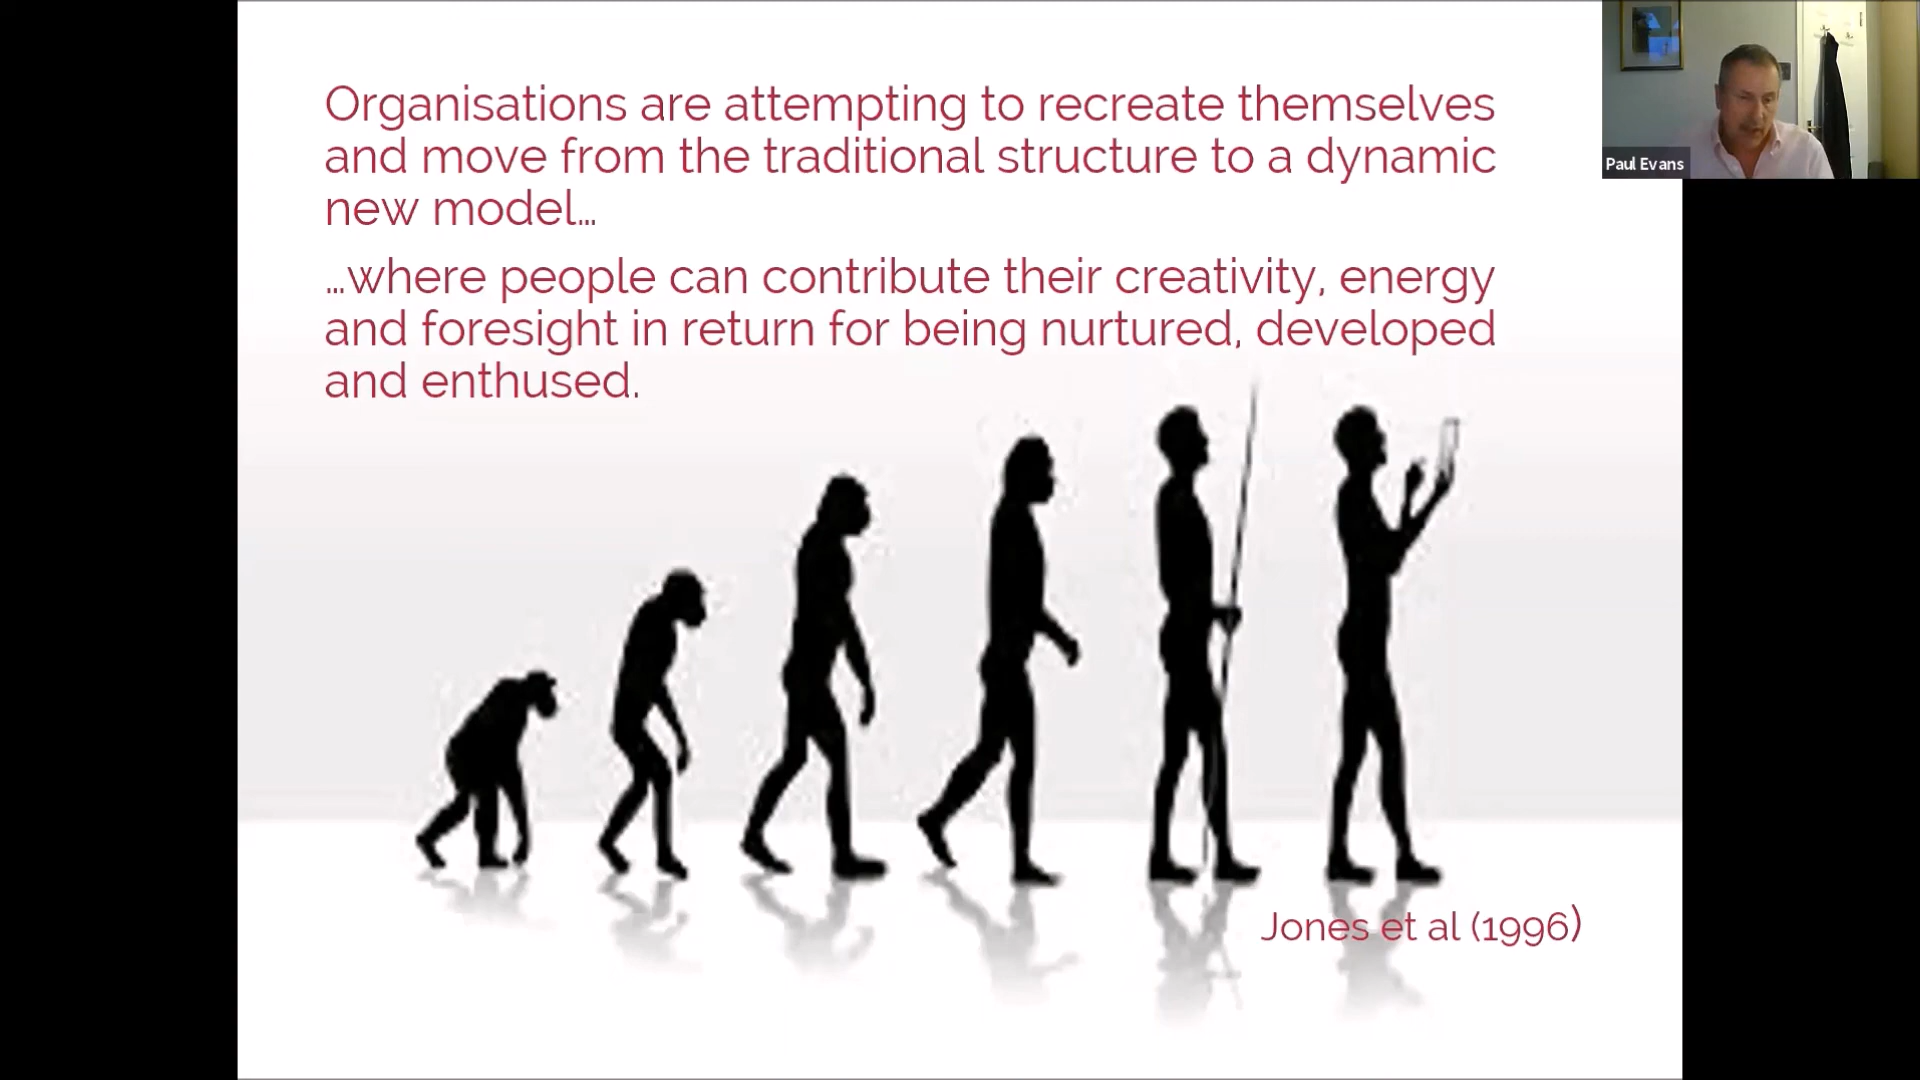 Organisations are attempting to recreate themselves
and move from the traditional structure to a dynamic
new model...
...where people can contribute their creativity, energy
and foresight in return for being nurtured, developed
and enthused.
Jones et al (1996)
Paul Evans